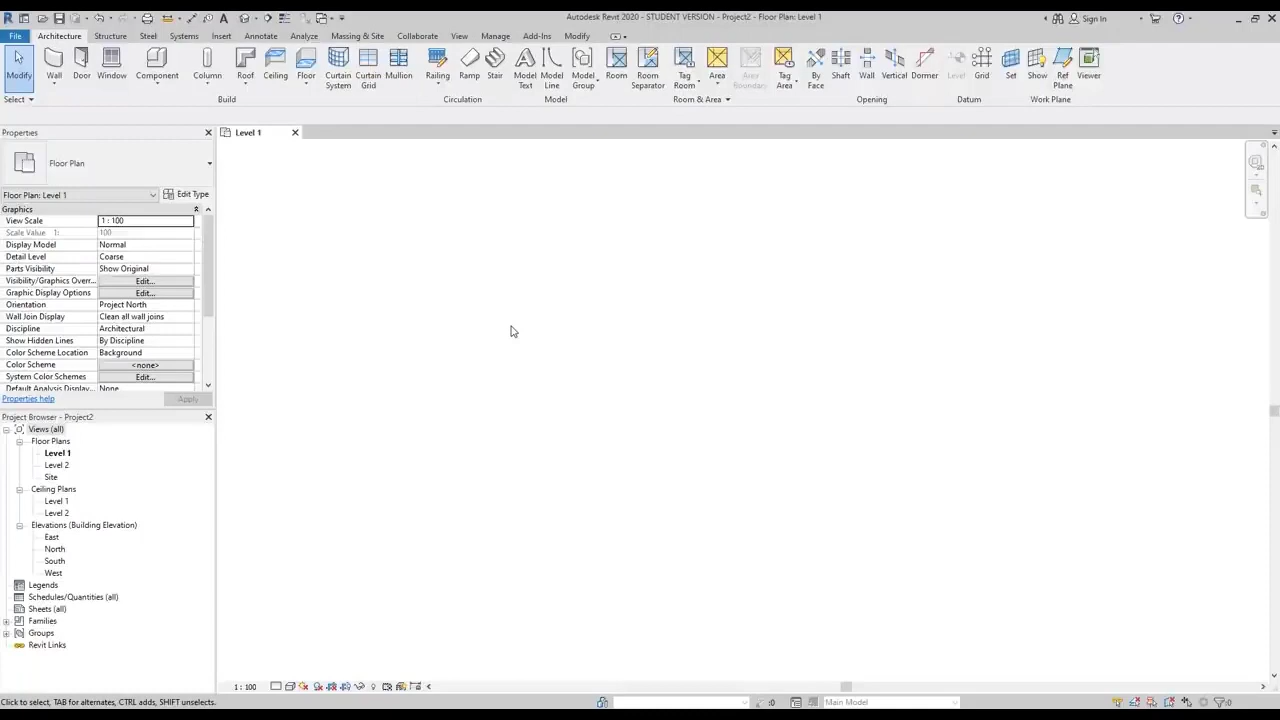 Autodesk Revit 2020 - STUDENT VERSION - Project2 - Floor Plan: Level 1
Sign In
File Architecture Structure Steel Systems Insert Annotate Analyze Massing & Site Collaborate View Manage Add-Ins Modify
Modify Wall Door Window Component Column Roof Ceiling Floor Curtain System Curtain Grid Mullion Railing Ramp Stair Model Text Model Line Model Group Room Room Separator Tag Room Area Area Boundary Tag Area By Face Shaft Wall Vertical Dormer Level Grid Set Show Ref Plane Viewer
Select Build Circulation Model Room & Area Opening Datum Work Plane
Properties
Level 1
Floor Plan
Floor Plan: Level 1 Edit Type
Graphics
View Scale 1 : 100
Scale Value 1: 100
Display Model Normal
Detail Level Coarse
Parts Visibility Show Original
Visibility/Graphics Overr... Edit...
Graphic Display Options Edit...
Orientation Project North
Wall Join Display Clean all wall joins
Discipline Architectural
Show Hidden Lines By Discipline
Color Scheme Location Background
Color Scheme <none>
System Color Schemes Edit...
Default Analysis Display... None
Properties help Apply
Project Browser - Project2
Views (all)
Floor Plans
Level 1
Level 2
Site
Ceiling Plans
Level 1
Level 2
Elevations (Building Elevation)
East
North
South
West
Legends
Schedules/Quantities (all)
Sheets (all)
Families
Groups
Revit Links
1 : 100
Click to select, TAB for alternates, CTRL adds, SHIFT unselects. :0 Main Model :0